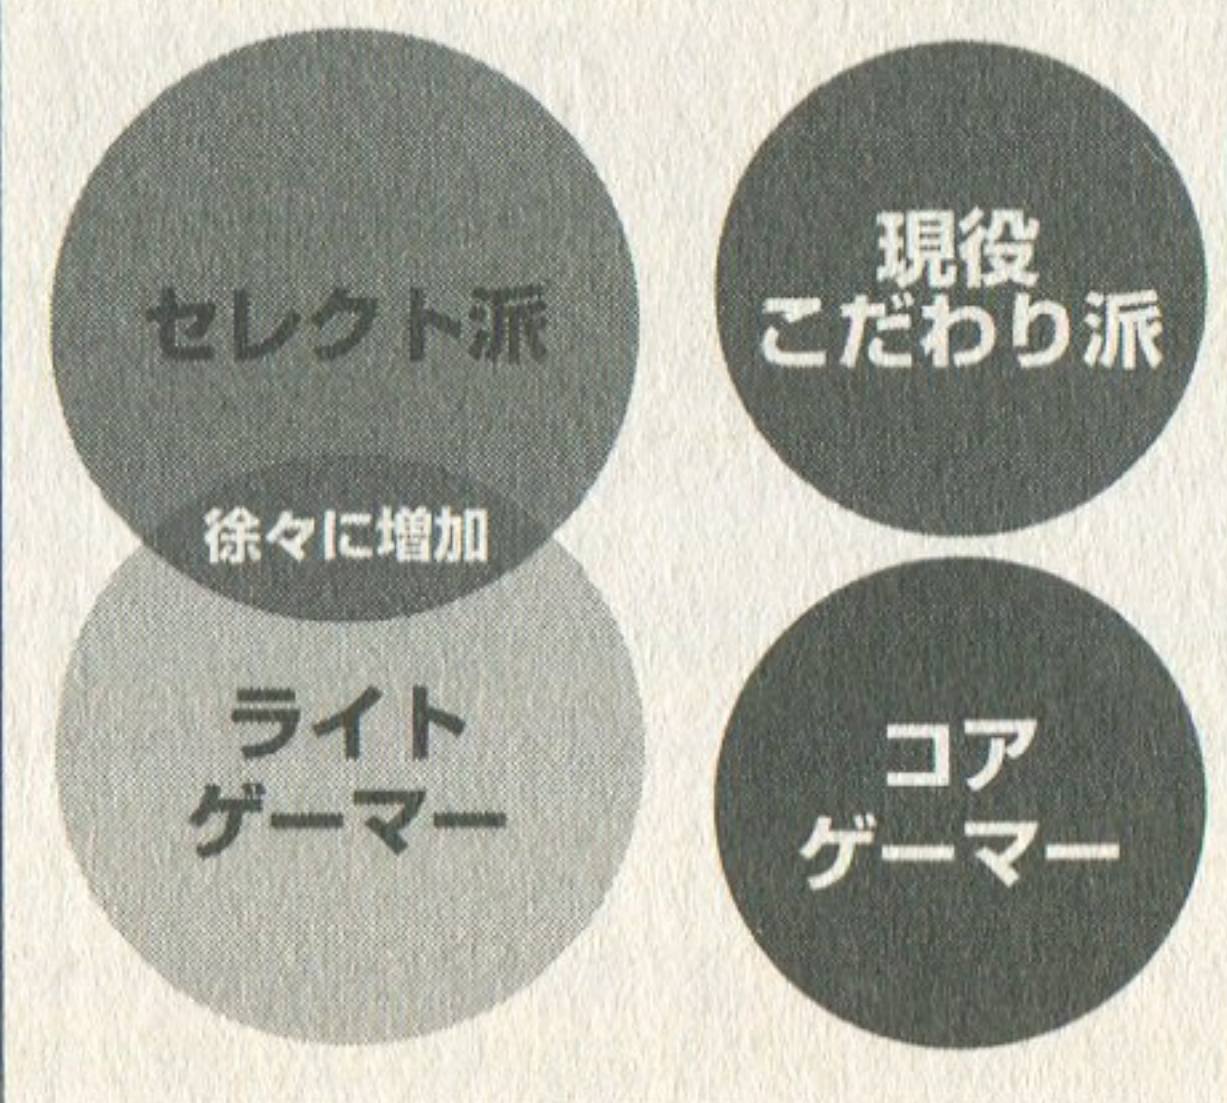 セレクト派
徐々に増加
ライト
ゲーマー
現役
こだわり派
コア
ゲーマー